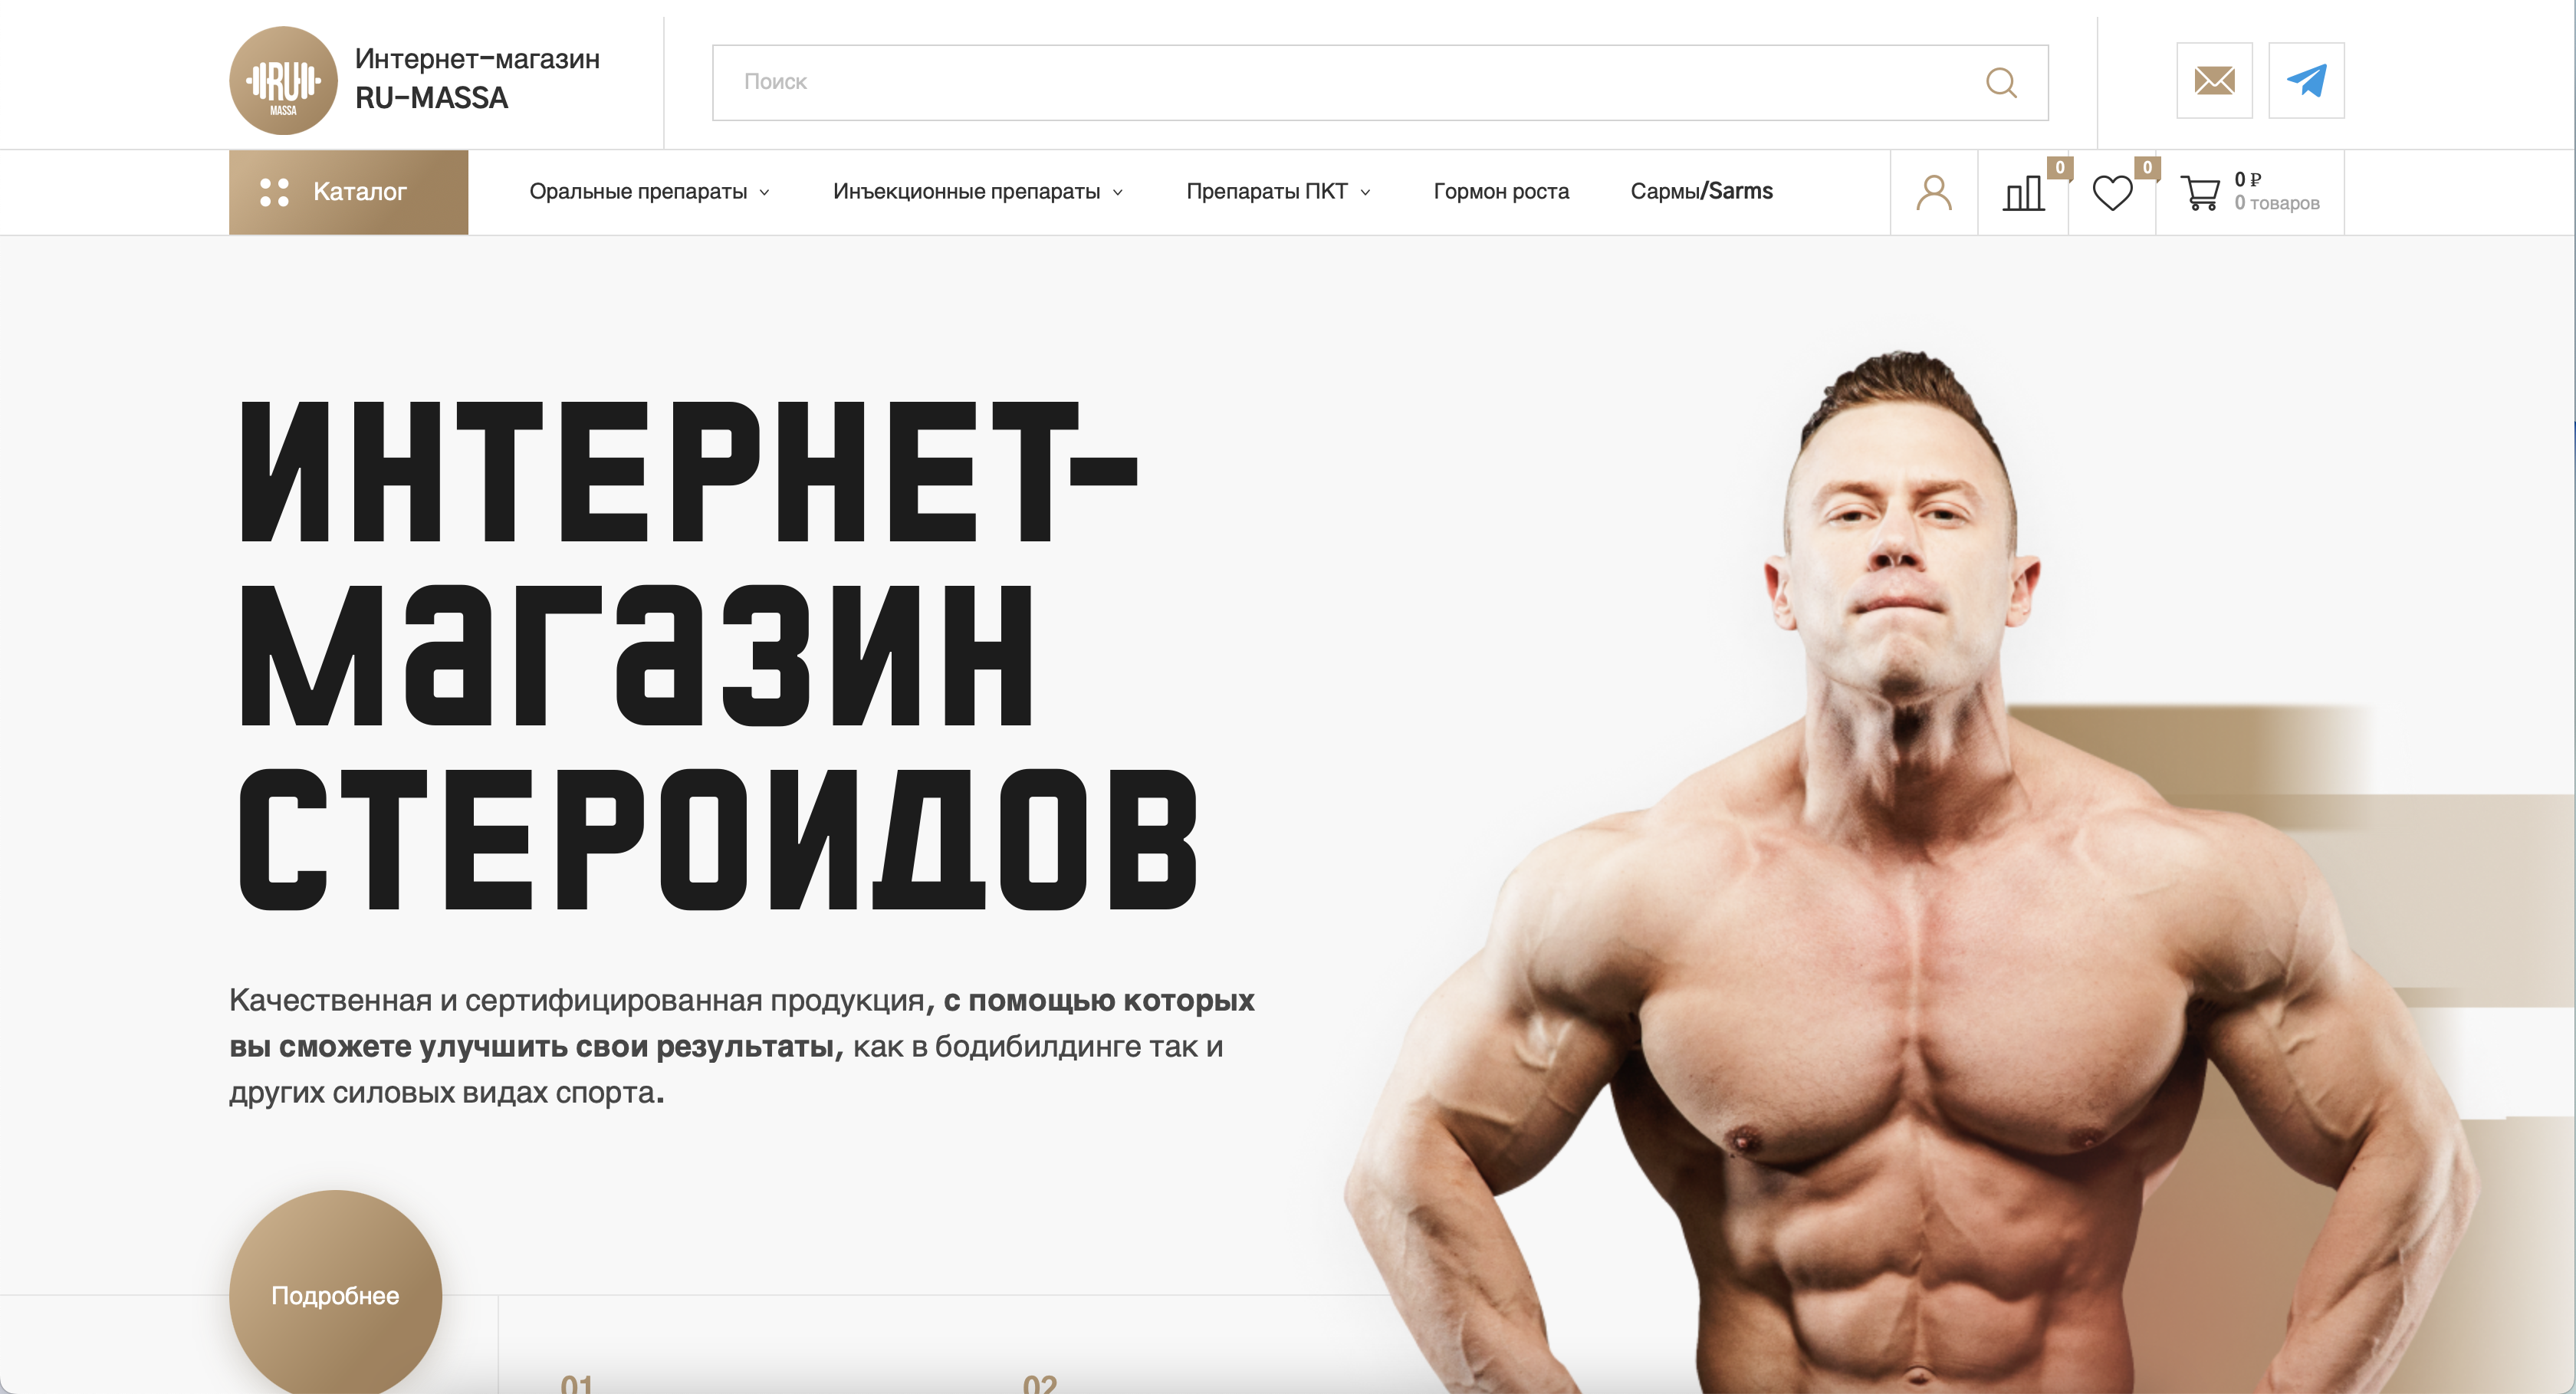 RU
MASSA
Интернет-магазин
RU-MASSA
Поиск
Каталог
Оральные препараты
Инъекционные препараты
Препараты ПКТ
Гормон роста
Сармы/Sarms
0
0
0 ₽
0 товаров
ИНТЕРНЕТ-
МАГАЗИН
СТЕРОИДОВ
Качественная и сертифицированная продукция, с помощью которых
вы сможете улучшить свои результаты, как в бодибилдинге так и
других силовых видах спорта.
Подробнее
01
02